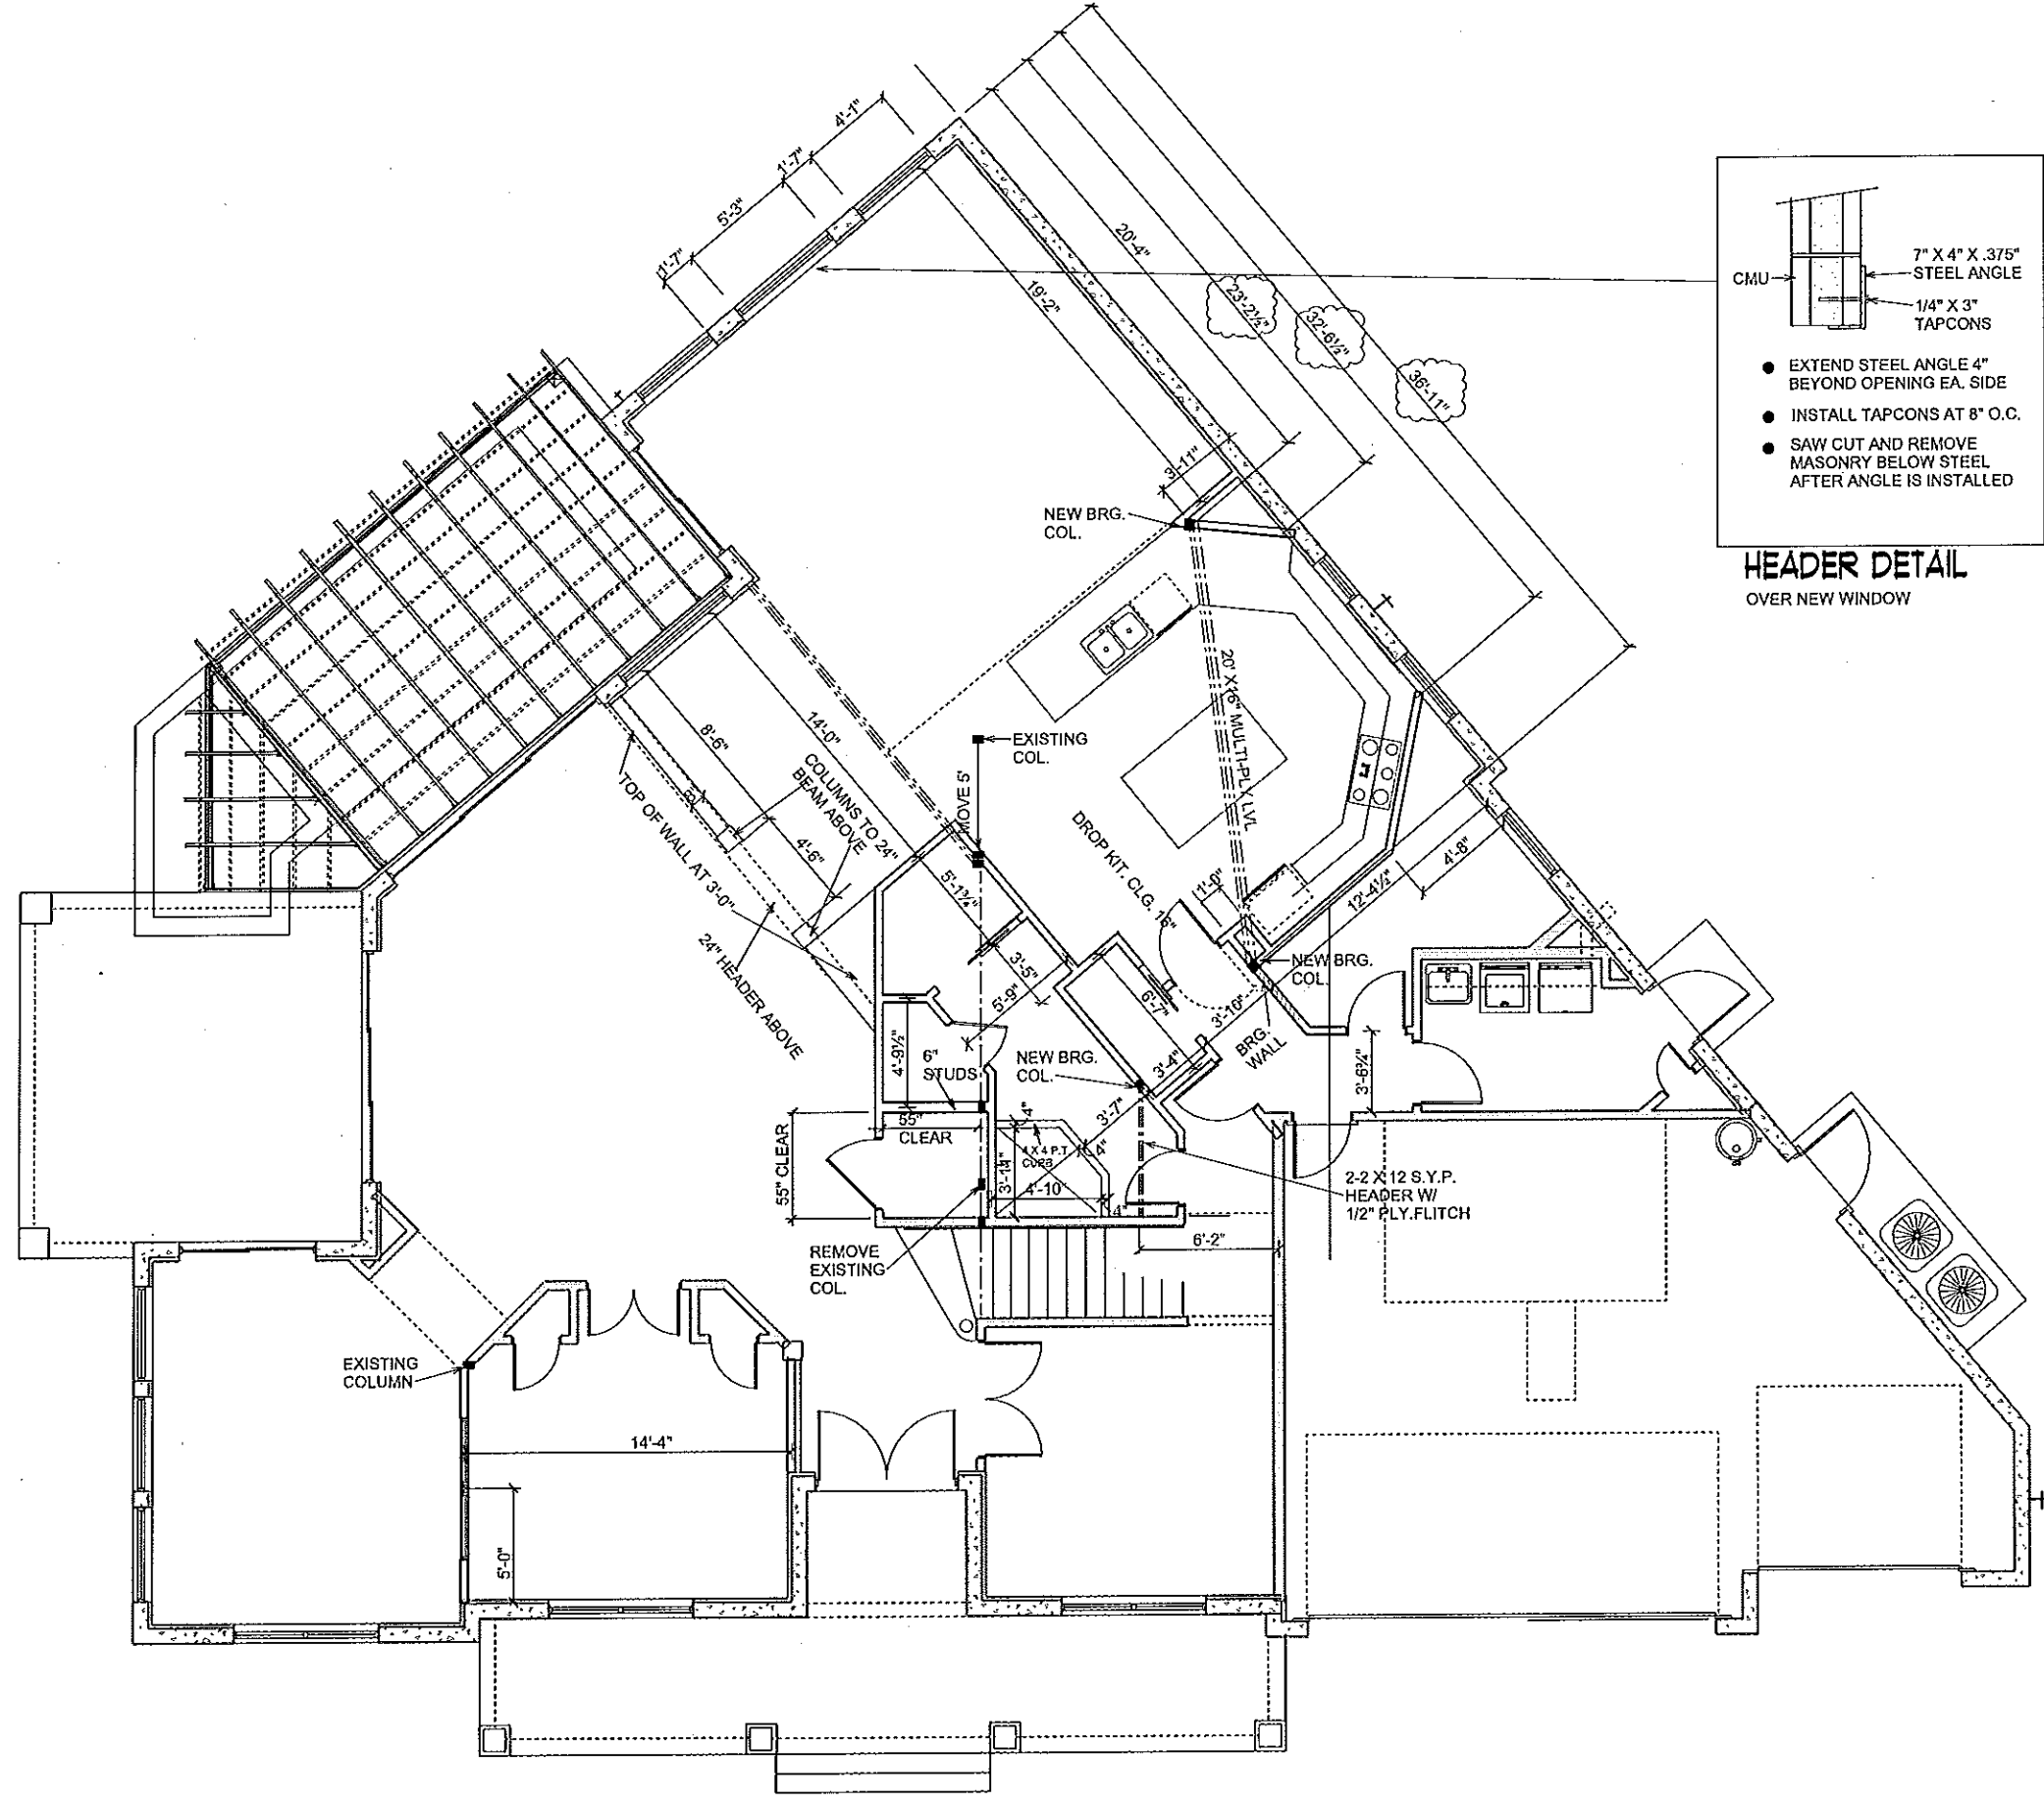 4'-1"
1'-7"
5'-3"
1'-7"
20'-4"
19'-2"
23'-2½"
32'-6½"
36'-11"
3'-11"
CMU
7" X 4" X .375"
STEEL ANGLE
1/4" X 3"
TAPCONS
EXTEND STEEL ANGLE 4"
BEYOND OPENING EA. SIDE
INSTALL TAPCONS AT 8" O.C.
SAW CUT AND REMOVE
MASONRY BELOW STEEL
AFTER ANGLE IS INSTALLED
HEADER DETAIL
OVER NEW WINDOW
NEW BRG.
COL.
20' X 16" MULTI-PLY LVL
EXISTING
COL.
MOVE 5'
8'-6"
14'-0"
COLUMNS TO 24"
BEAM ABOVE
TOP OF WALL AT 3'-0"
24" HEADER ABOVE
4'-6"
5'-1¾"
DROP KIT. CLG. 16"
1'-0"
12'-4½"
4'-8"
NEW BRG.
COL.
3'-5"
5'-9"
6'-7"
3'-10"
BRG.
WALL
4'-9½"
6"
STUDS
NEW BRG.
COL.
3'-4"
3'-7"
3'-6¾"
55"
CLEAR
55" CLEAR
4"
4 X 4 P.T.
CURB
4"
4'-10"
4"
2-2 X 12 S.Y.P.
HEADER W/
1/2" PLY.FLITCH
6'-2"
REMOVE
EXISTING
COL.
EXISTING
COLUMN
14'-4"
5'-0"